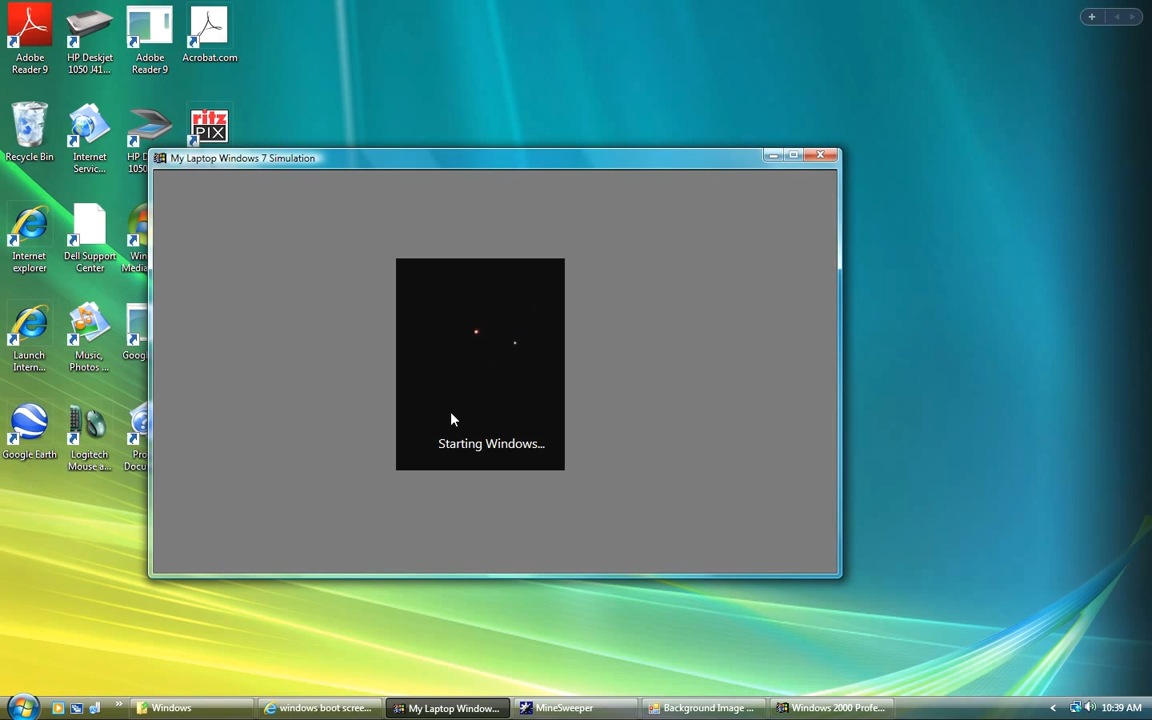 Adobe Reader 9
HP Deskjet 1050 J41...
Adobe Reader 9
Acrobat.com
Recycle Bin
Internet Servic...
HP D
1050
ritz PIX
My Laptop Windows 7 Simulation
Internet explorer
Dell Support Center
Win
Media
Launch Intern...
Music, Photos ...
Goog
Starting Windows...
Google Earth
Logitech Mouse a...
Pro
Docu
Windows
windows boot scree...
My Laptop Window...
MineSweeper
Background Image ...
Windows 2000 Profe...
10:39 AM